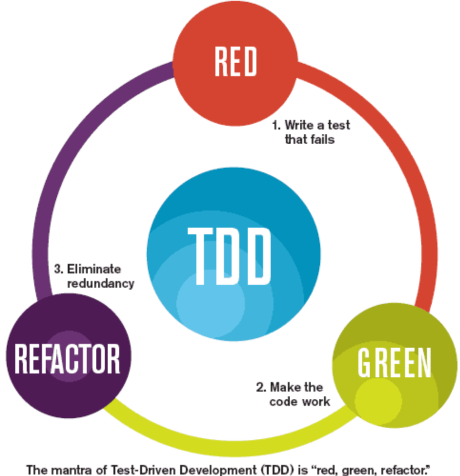 RED
1. Write a test
that fails
TDD
3. Eliminate
redundancy
REFACTOR
GREEN
2. Make the
code work
The mantra of Test-Driven Development (TDD) is “red, green, refactor.”